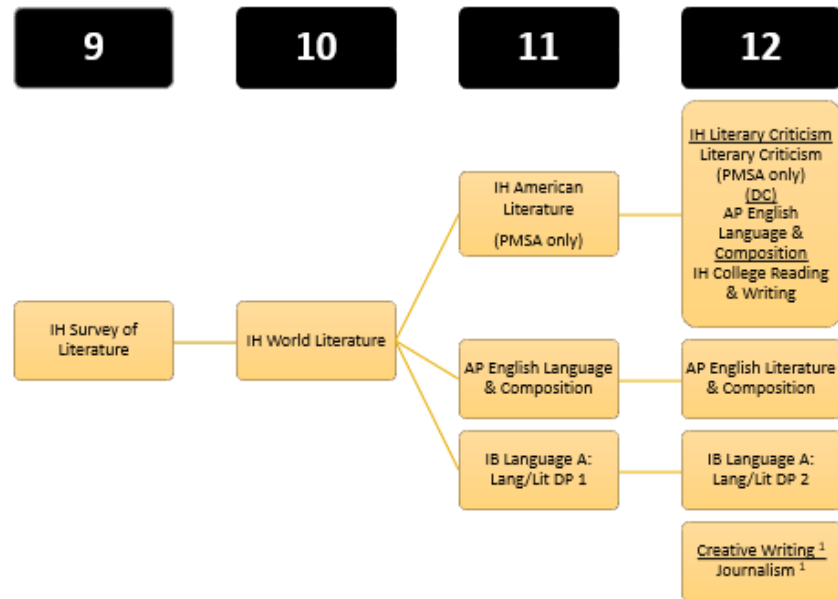 9
10
11
12
IH Survey of
Literature
IH World Literature
IH American
Literature
(PMSA only)
AP English Language
& Composition
IB Language A:
Lang/Lit DP 1
IH Literary Criticism
Literary Criticism
(PMSA only)
(DC)
AP English
Language &
Composition
IH College Reading
& Writing
AP English Literature
& Composition
IB Language A:
Lang/Lit DP 2
Creative Writing ¹
Journalism ¹